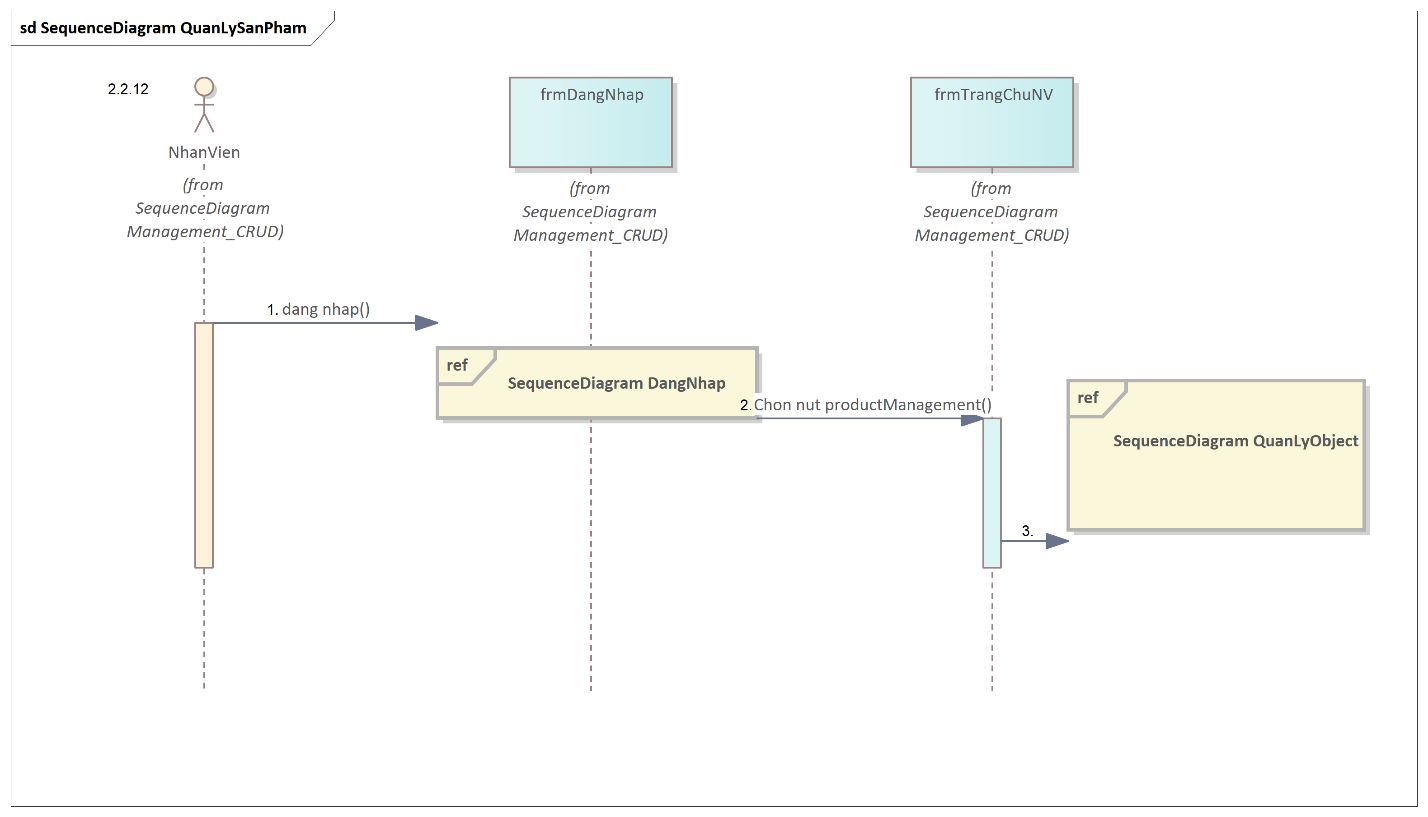 sd SequenceDiagram QuanLySanPham
2.2.12
NhanVien
(from
SequenceDiagram
Management_CRUD)
frmDangNhap
(from
SequenceDiagram
Management_CRUD)
frmTrangChuNV
(from
SequenceDiagram
Management_CRUD)
1. dang nhap()
ref
SequenceDiagram DangNhap
2. Chon nut productManagement()
ref
SequenceDiagram QuanLyObject
3.